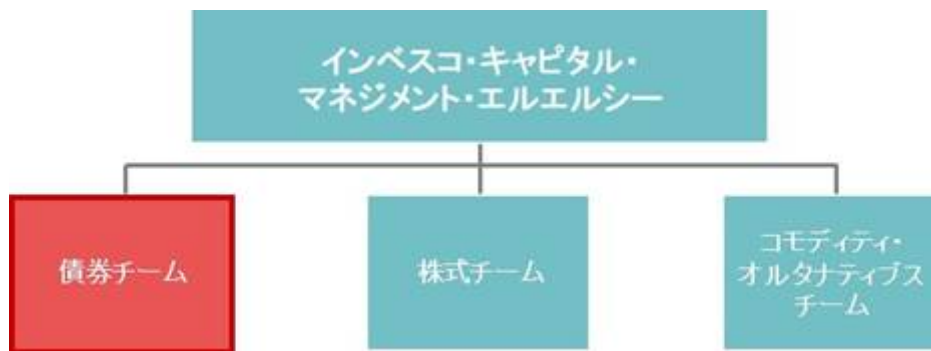 インベスコ・キャピタル・
マネジメント・エルエルシー
債券チーム
株式チーム
コモディティ・
オルタナティブス
チーム